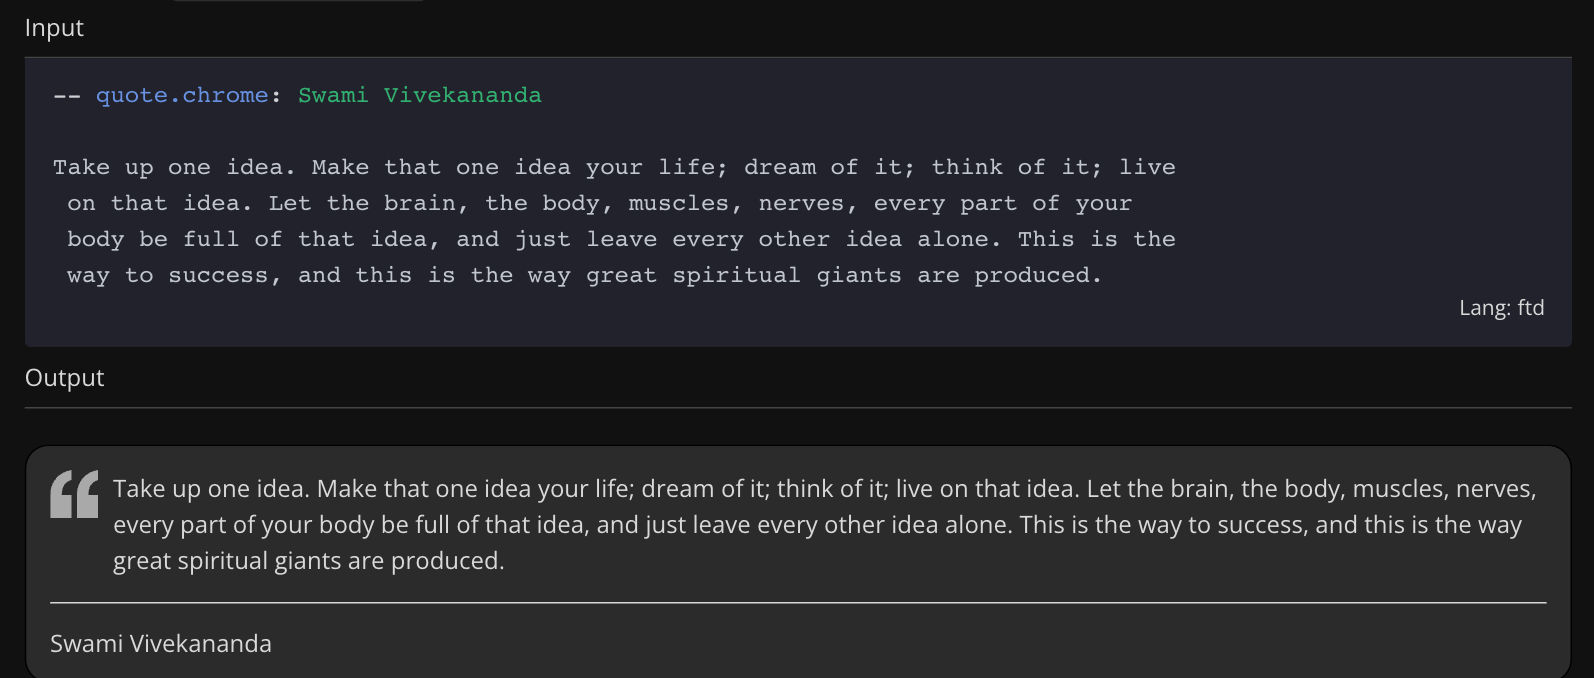 Input
-- quote.chrome: Swami Vivekananda
Take up one idea. Make that one idea your life; dream of it; think of it; live
on that idea. Let the brain, the body, muscles, nerves, every part of your
body be full of that idea, and just leave every other idea alone. This is the
way to success, and this is the way great spiritual giants are produced.
Lang: ftd
Output
Take up one idea. Make that one idea your life; dream of it; think of it; live on that idea. Let the brain, the body, muscles, nerves,
every part of your body be full of that idea, and just leave every other idea alone. This is the way to success, and this is the way
great spiritual giants are produced.
Swami Vivekananda